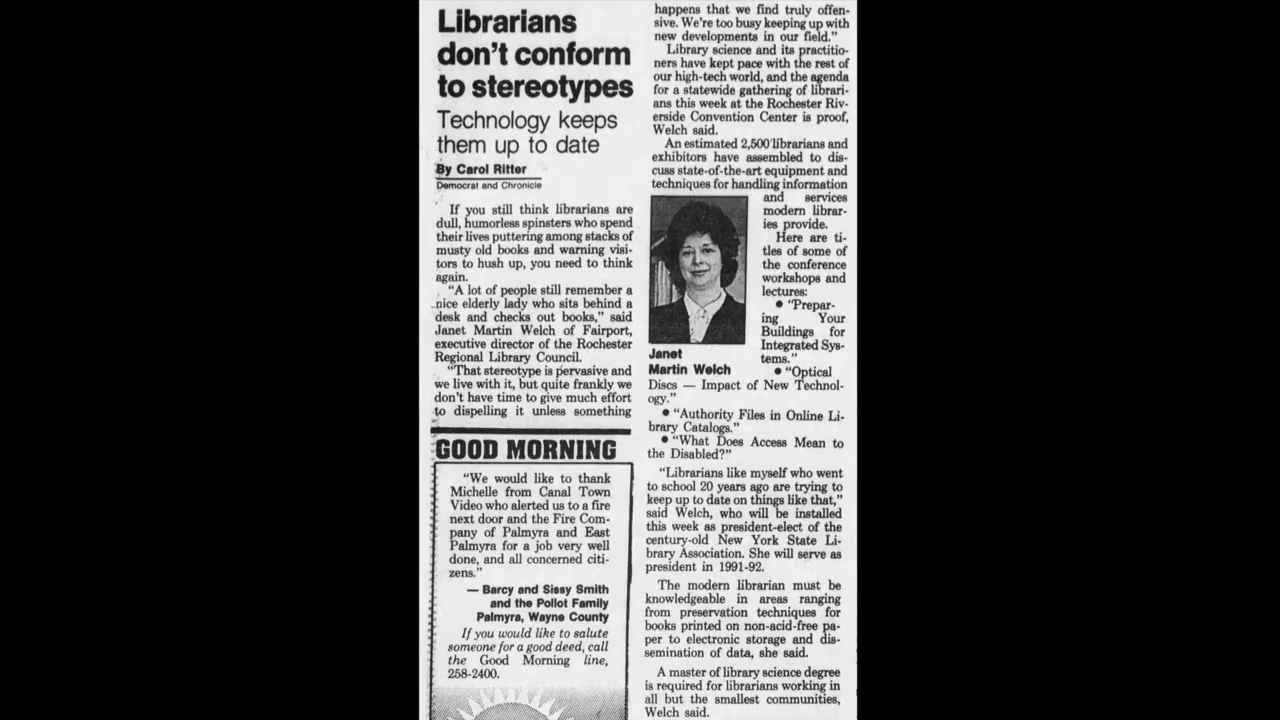 Librarians
don't conform
to stereotypes
Technology keeps
them up to date
By Carol Ritter
Democrat and Chronicle
If you still think librarians are
dull, humorless spinsters who spend
their lives puttering among stacks of
musty old books and warning visi-
tors to hush up, you need to think
again.
"A lot of people still remember a
nice elderly lady who sits behind a
desk and checks out books," said
Janet Martin Welch of Fairport,
executive director of the Rochester
Regional Library Council.
"That stereotype is pervasive and
we live with it, but quite frankly we
don't have time to give much effort
to dispelling it unless something
happens that we find truly offen-
sive. We're too busy keeping up with
new developments in our field."
Library science and its practitio-
ners have kept pace with the rest of
our high-tech world, and the agenda
for a statewide gathering of librari-
ans this week at the Rochester Riv-
erside Convention Center is proof,
Welch said.
An estimated 2,500 librarians and
exhibitors have assembled to dis-
cuss state-of-the-art equipment and
techniques for handling information
and services
modern librar-
ies provide.
Here are ti-
tles of some of
the conference
workshops and
lectures:
• "Prepar-
ing Your
Buildings for
Integrated Sys-
tems."
• "Optical
Discs — Impact of New Technol-
ogy."
• "Authority Files in Online Li-
brary Catalogs."
• "What Does Access Mean to
the Disabled?"
"Librarians like myself who went
to school 20 years ago are trying to
keep up to date on things like that,"
said Welch, who will be installed
this week as president-elect of the
century-old New York State Li-
brary Association. She will serve as
president in 1991-92.
The modern librarian must be
knowledgeable in areas ranging
from preservation techniques for
books printed on non-acid-free pa-
per to electronic storage and dis-
semination of data, she said.
A master of library science degree
is required for librarians working in
all but the smallest communities,
Welch said.
Janet
Martin Welch
GOOD MORNING
"We would like to thank
Michelle from Canal Town
Video who alerted us to a fire
next door and the Fire Com-
pany of Palmyra and East
Palmyra for a job very well
done, and all concerned citi-
zens."
— Barcy and Sissy Smith
and the Pollot Family
Palmyra, Wayne County
If you would like to salute
someone for a good deed, call
the Good Morning line,
258-2400.